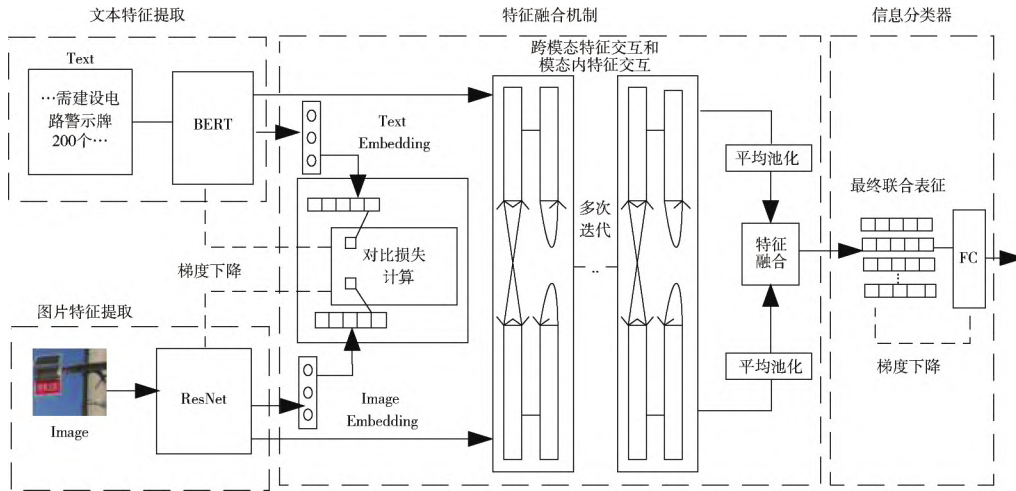 文本特征提取
特征融合机制
信息分类器
跨模态特征交互和
模态内特征交互
Text
…需建设电
路警示牌
200个…
BERT
Text
Embedding
平均池化
最终联合表征
多次
迭代
特征
融合
对比损失
计算
FC
梯度下降
图片特征提取
梯度下降
平均池化
ResNet
Image
Embedding
Image